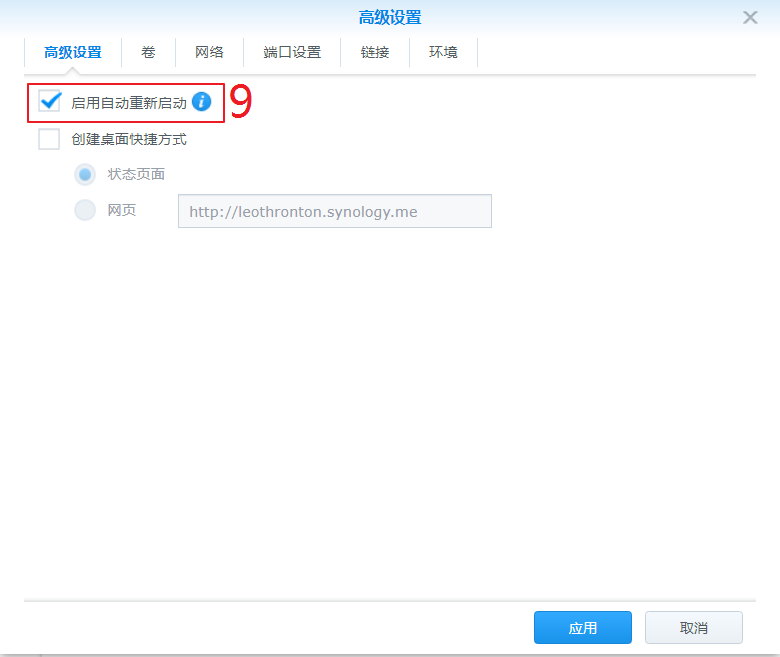 高级设置
高级设置 卷 网络 端口设置 链接 环境
启用自动重新启动 i 9
创建桌面快捷方式
状态页面
网页 http://leothronton.synology.me
应用 取消